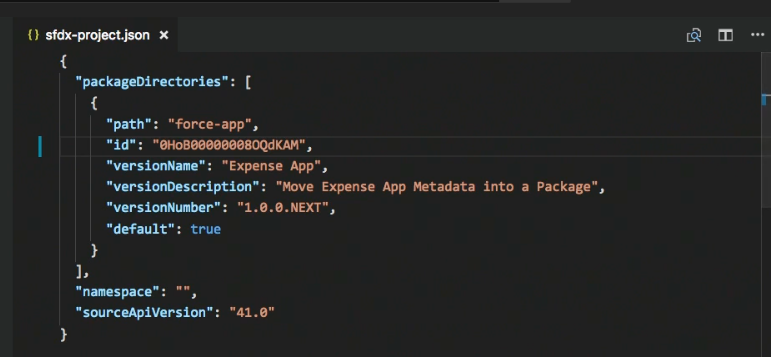 {} sfdx-project.json ×
{
"packageDirectories": [
{
"path": "force-app",
"id": "0HoB00000008OQdKAM",
"versionName": "Expense App",
"versionDescription": "Move Expense App Metadata into a Package",
"versionNumber": "1.0.0.NEXT",
"default": true
}
],
"namespace": "",
"sourceApiVersion": "41.0"
}